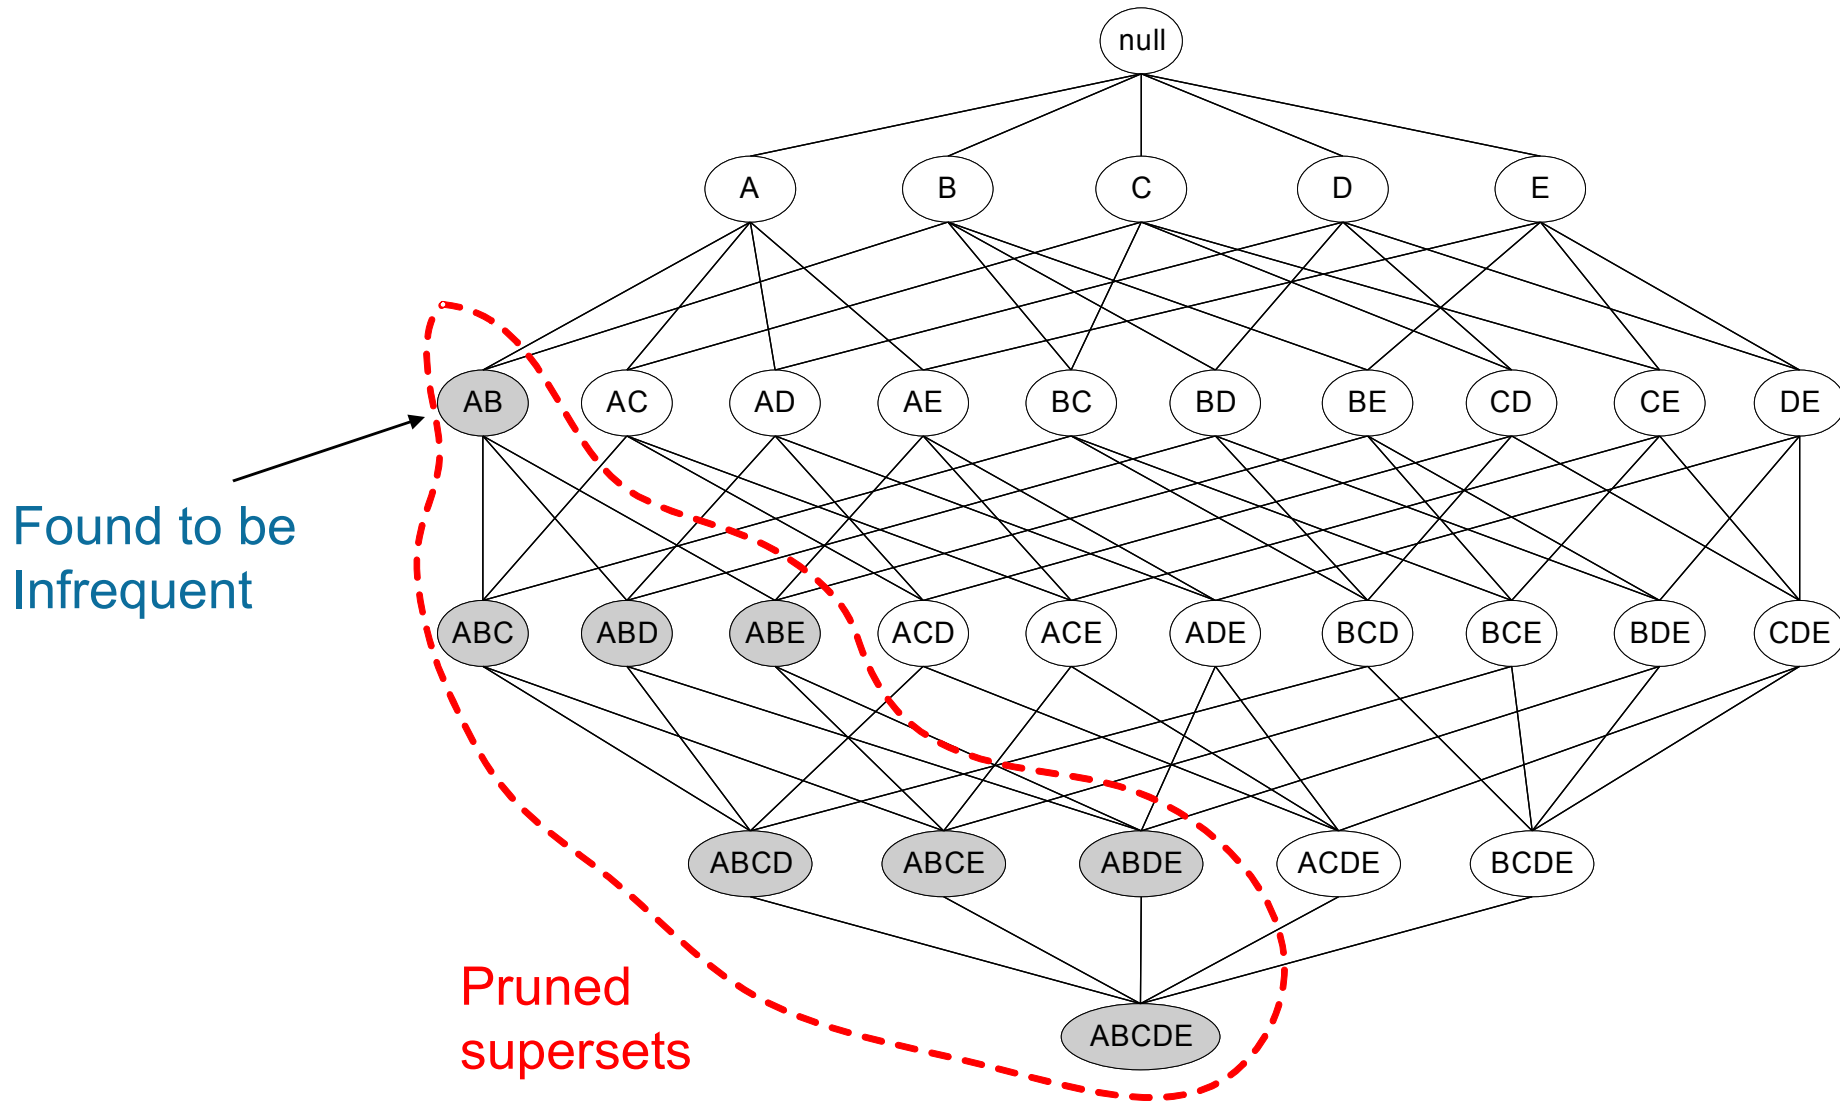 null
A B C D E
AB AC AD AE BC BD BE CD CE DE
Found to be
Infrequent
ABC ABD ABE ACD ACE ADE BCD BCE BDE CDE
ABCD ABCE ABDE ACDE BCDE
Pruned
supersets
ABCDE